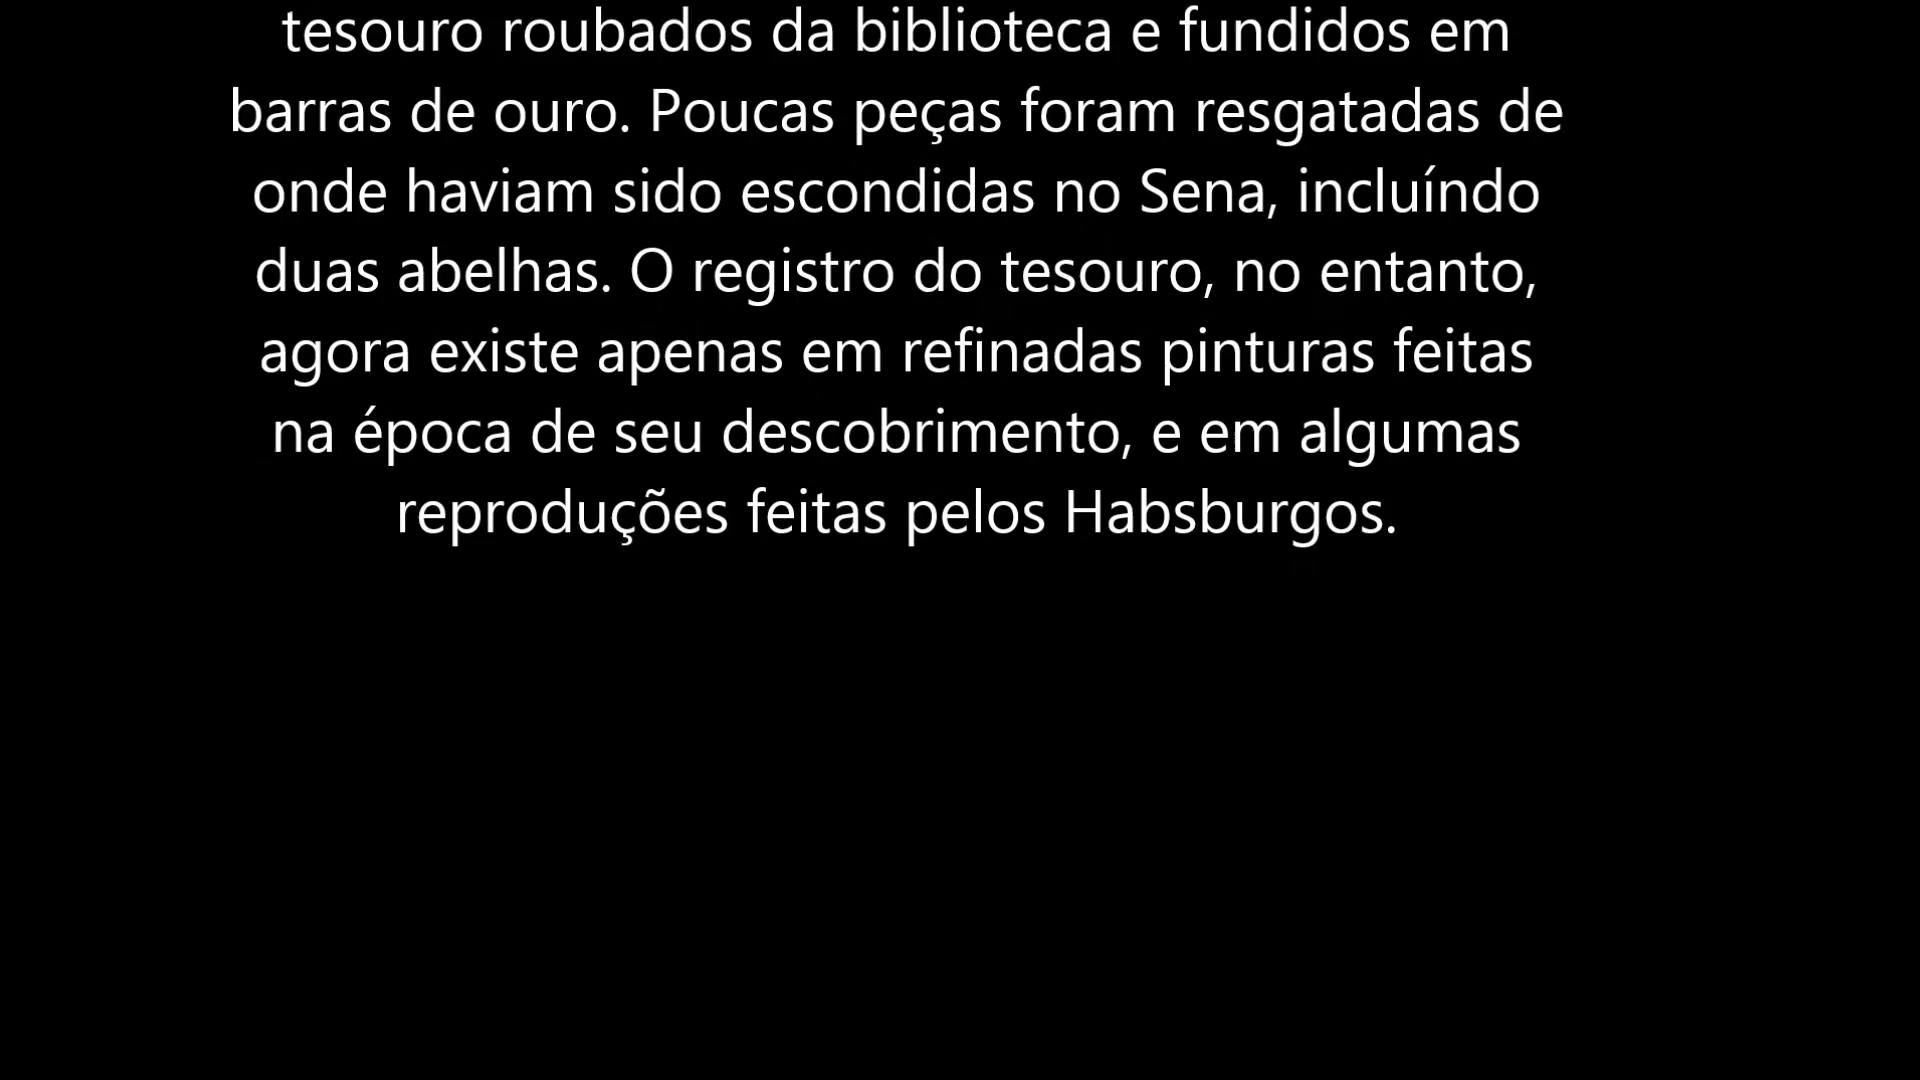 tesouro roubados da biblioteca e fundidos em
barras de ouro. Poucas peças foram resgatadas de
onde haviam sido escondidas no Sena, incluíndo
duas abelhas. O registro do tesouro, no entanto,
agora existe apenas em refinadas pinturas feitas
na época de seu descobrimento, e em algumas
reproduções feitas pelos Habsburgos.